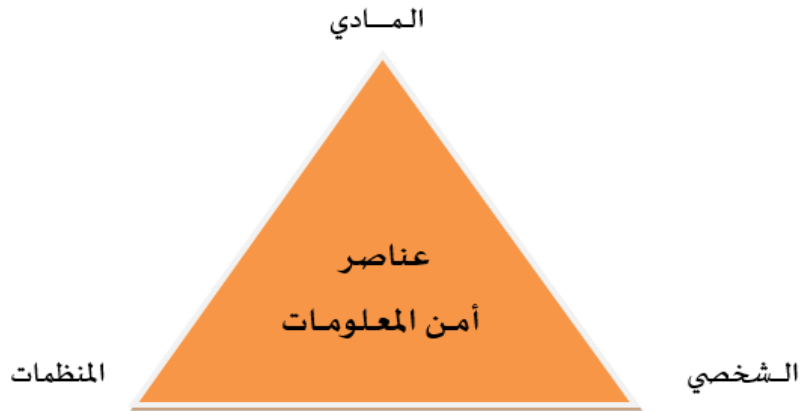 المادي
عناصر
أمن المعلومات
الشخصي
المنظمات